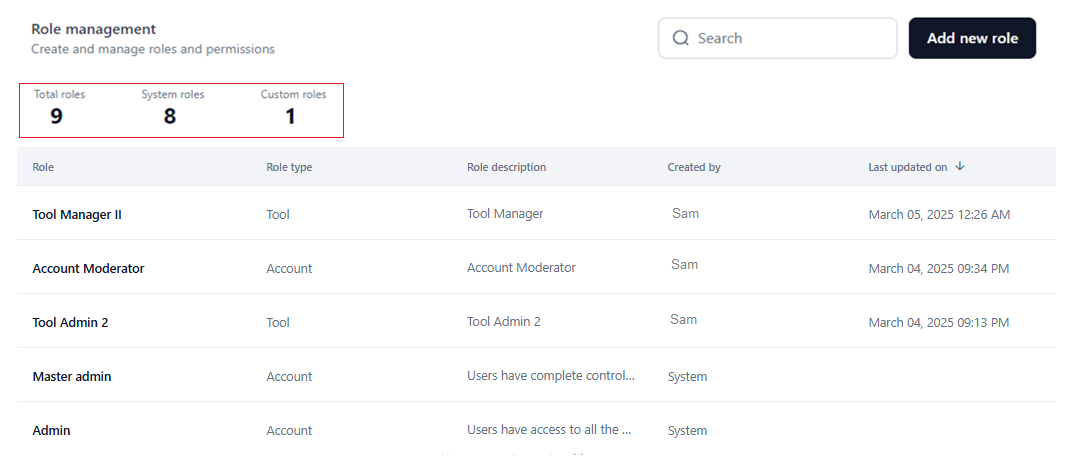 Role management
Create and manage roles and permissions
Search
Add new role
Total roles System roles Custom roles
9 8 1
Role Role type Role description Created by Last updated on
Tool Manager II Tool Tool Manager Sam March 05, 2025 12:26 AM
Account Moderator Account Account Moderator Sam March 04, 2025 09:34 PM
Tool Admin 2 Tool Tool Admin 2 Sam March 04, 2025 09:13 PM
Master admin Account Users have complete control... System
Admin Account Users have access to all the ... System